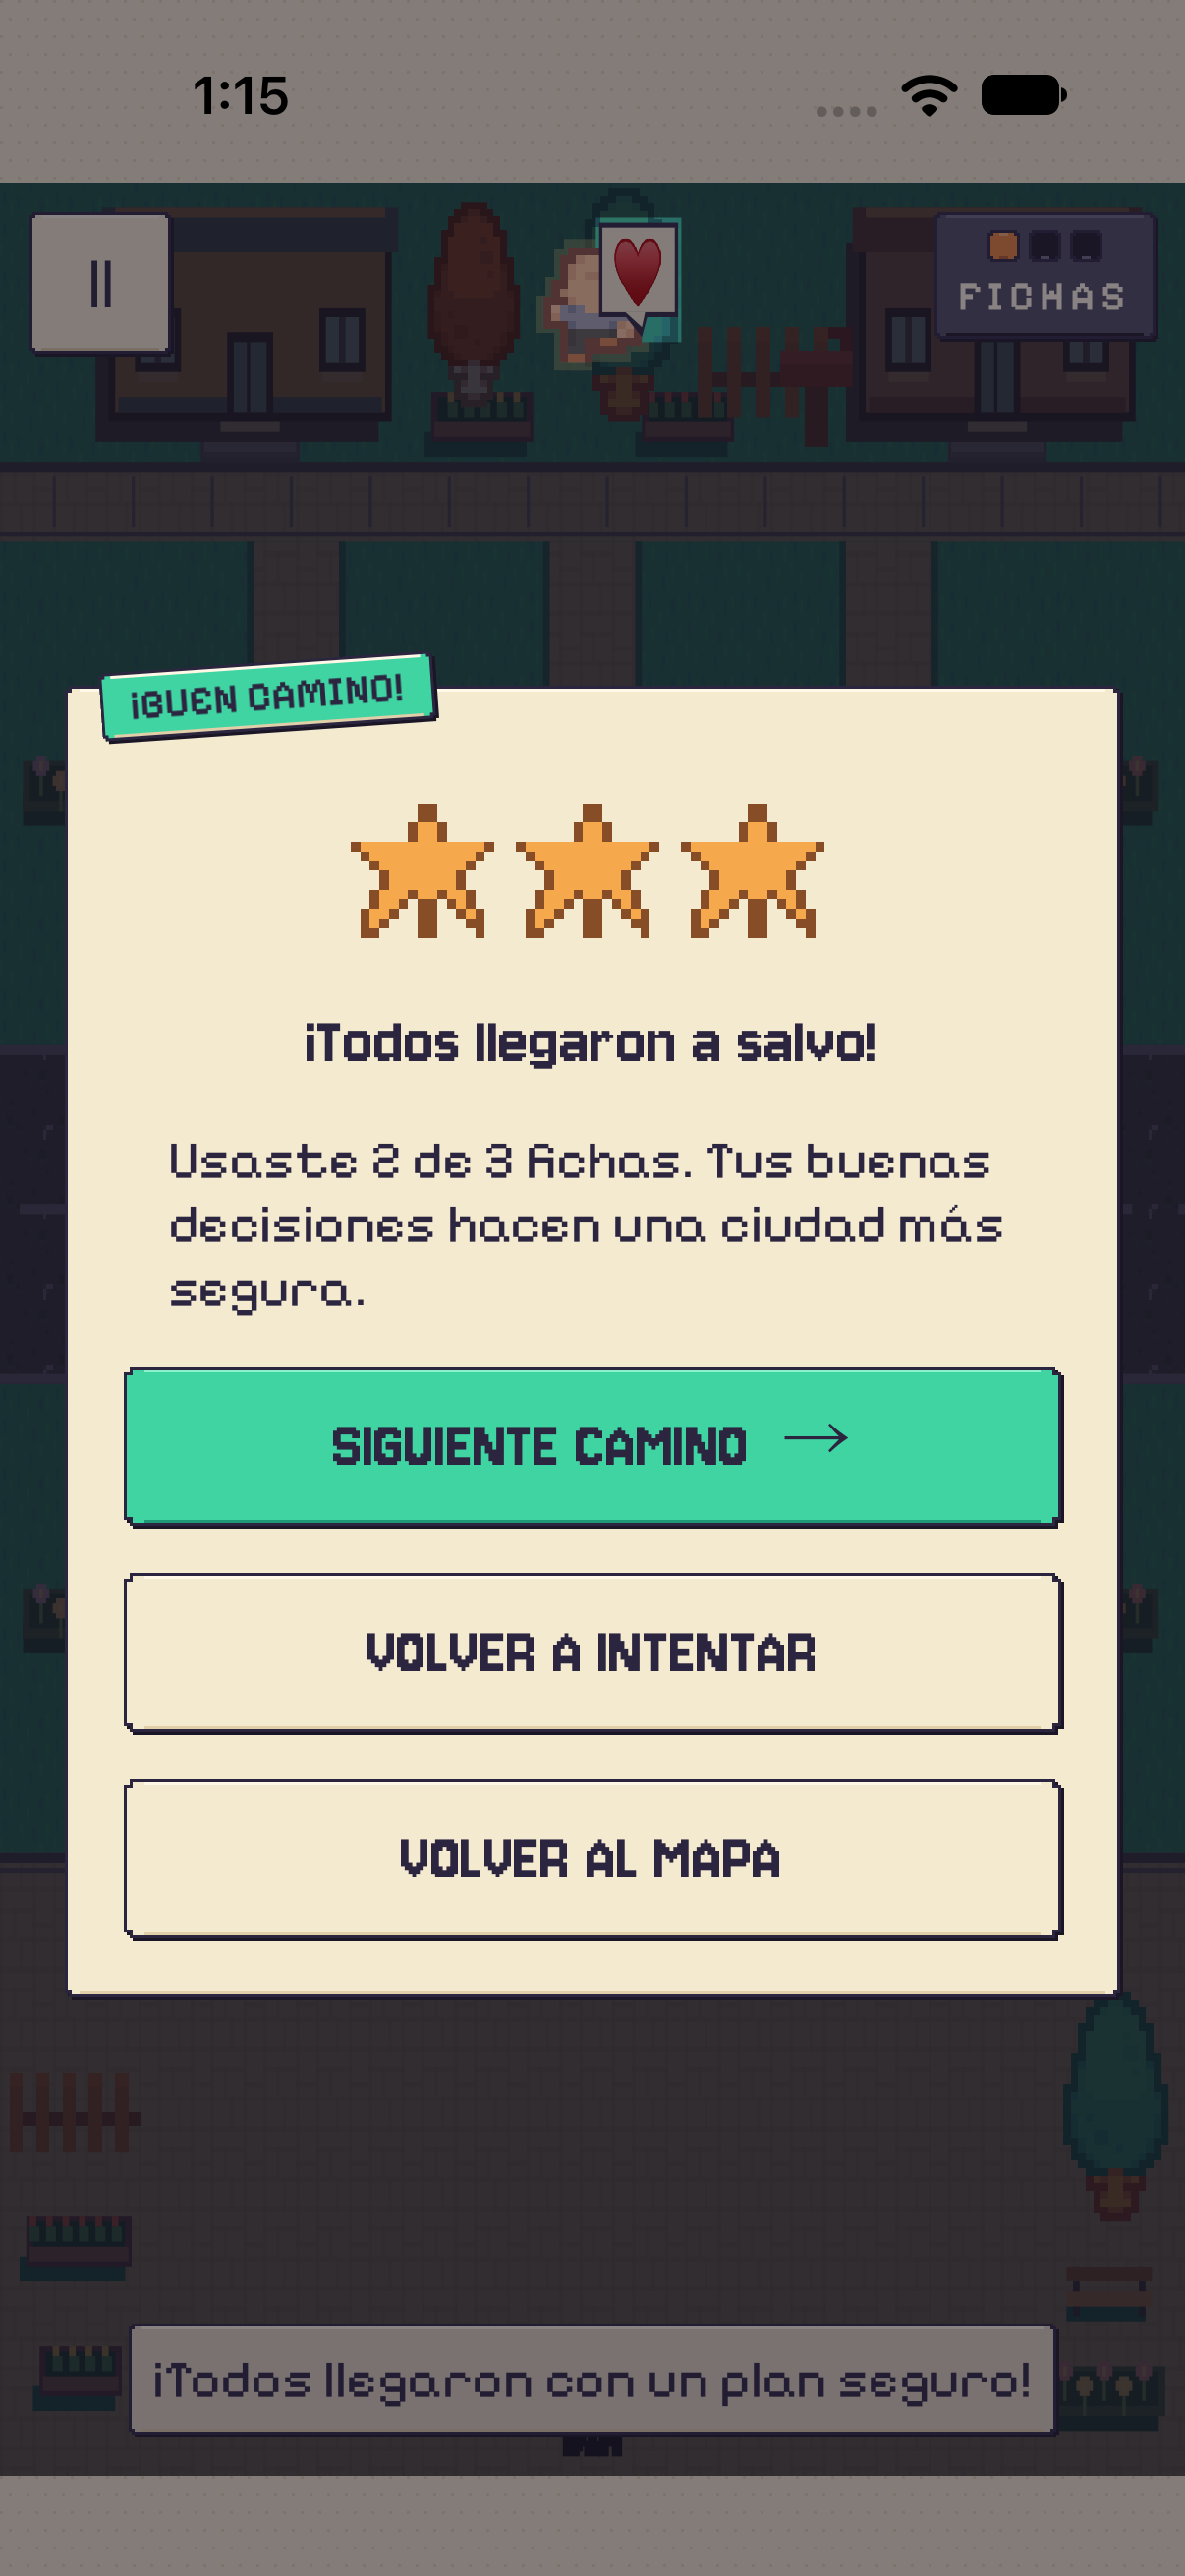 1:15
FICHAS
¡BUEN CAMINO!
¡Todos llegaron a salvo!
Usaste 2 de 3 fichas. Tus buenas
decisiones hacen una ciudad más
segura.
SIGUIENTE CAMINO →
VOLVER A INTENTAR
VOLVER AL MAPA
¡Todos llegaron con un plan seguro!